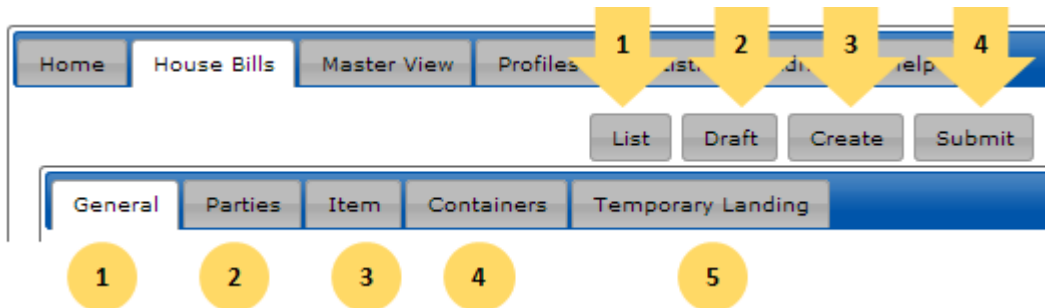 1 2 3 4
Home House Bills Master View Profiles
List Draft Create Submit
General Parties Item Containers Temporary Landing
1 2 3 4 5